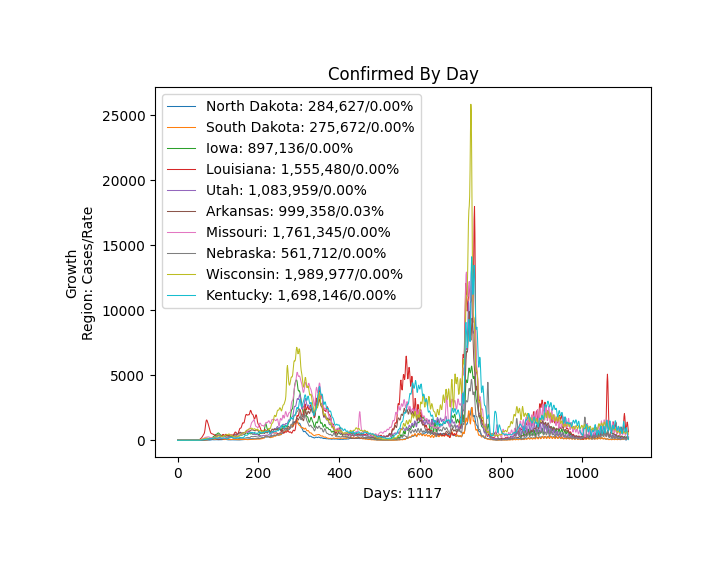 Confirmed By Day
Growth
Region: Cases/Rate
25000
20000
15000
10000
5000
0
North Dakota: 284,627/0.00%
South Dakota: 275,672/0.00%
Iowa: 897,136/0.00%
Louisiana: 1,555,480/0.00%
Utah: 1,083,959/0.00%
Arkansas: 999,358/0.03%
Missouri: 1,761,345/0.00%
Nebraska: 561,712/0.00%
Wisconsin: 1,989,977/0.00%
Kentucky: 1,698,146/0.00%
0 200 400 600 800 1000
Days: 1117